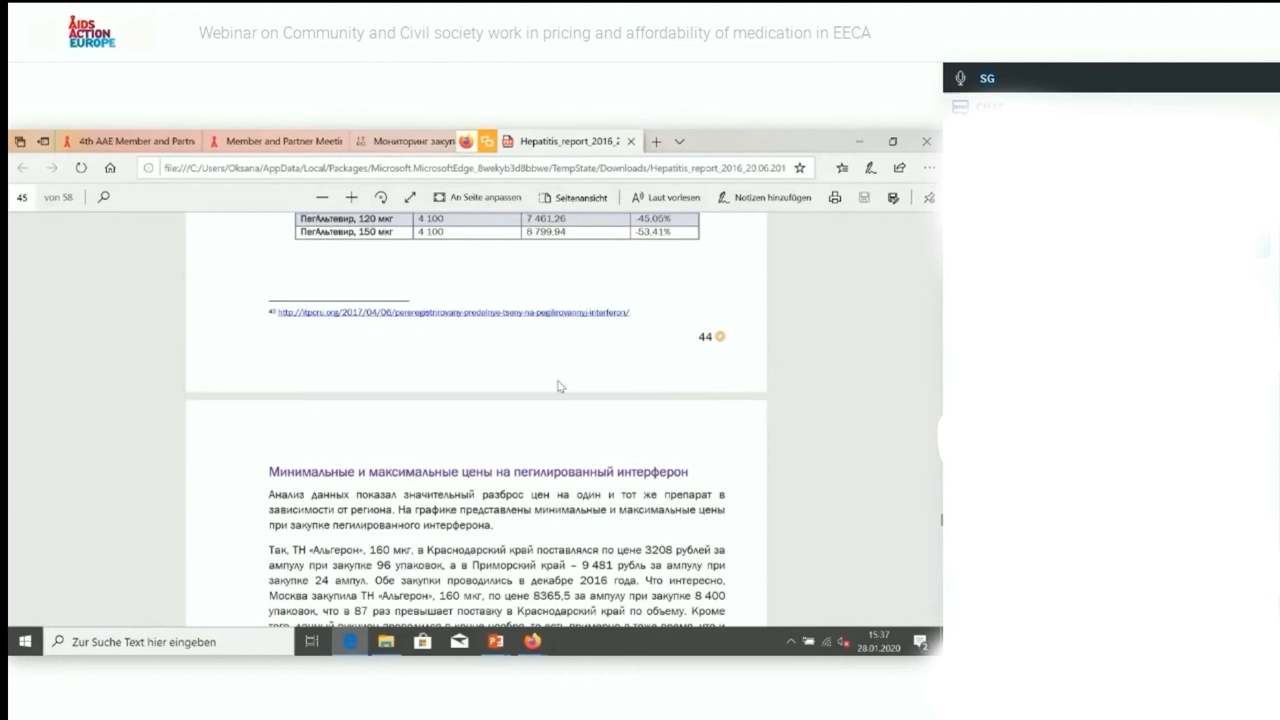 AIDS
ACTION
EUROPE
Webinar on Community and Civil society work in pricing and affordability of medication in EECA
SG
CHAT
4th AAE Member and Partn
Member and Partner Meetin
Мониторинг закуп
Hepatitis_report_2016_2
file:///C:/Users/Oksana/AppData/Local/Packages/Microsoft.MicrosoftEdge_8wekyb3d8bbwe/TempState/Downloads/Hepatitis_report_2016_20.06.201
45 von 58
An Seite anpassen
Seitenansicht
Laut vorlesen
Notizen hinzufügen
ПегАльтевир, 120 мкг 4 100 7 461,26 -45,05%
ПегАльтевир, 150 мкг 4 100 8 799,94 -53,41%
http://itpcru.org/2017/04/06/pereregistrirovany-predelnye-tseny-na-pegilirovannyj-interferon/
44
Минимальные и максимальные цены на пегилированный интерферон
Анализ данных показал значительный разброс цен на один и тот же препарат в
зависимости от региона. На графике представлены минимальные и максимальные цены
при закупке пегилированного интерферона.
Так, ТН «Альгерон», 160 мкг, в Краснодарский край поставлялся по цене 3208 рублей за
ампулу при закупке 96 упаковок, а в Приморский край – 9 481 рубль за ампулу при
закупке 24 ампул. Обе закупки проводились в декабре 2016 года. Что интересно,
Москва закупила ТН «Альгерон», 160 мкг, по цене 8365,5 за ампулу при закупке 8 400
упаковок, что в 87 раз превышает поставку в Краснодарский край по объему. Кроме
Zur Suche Text hier eingeben
15:37
28.01.2020